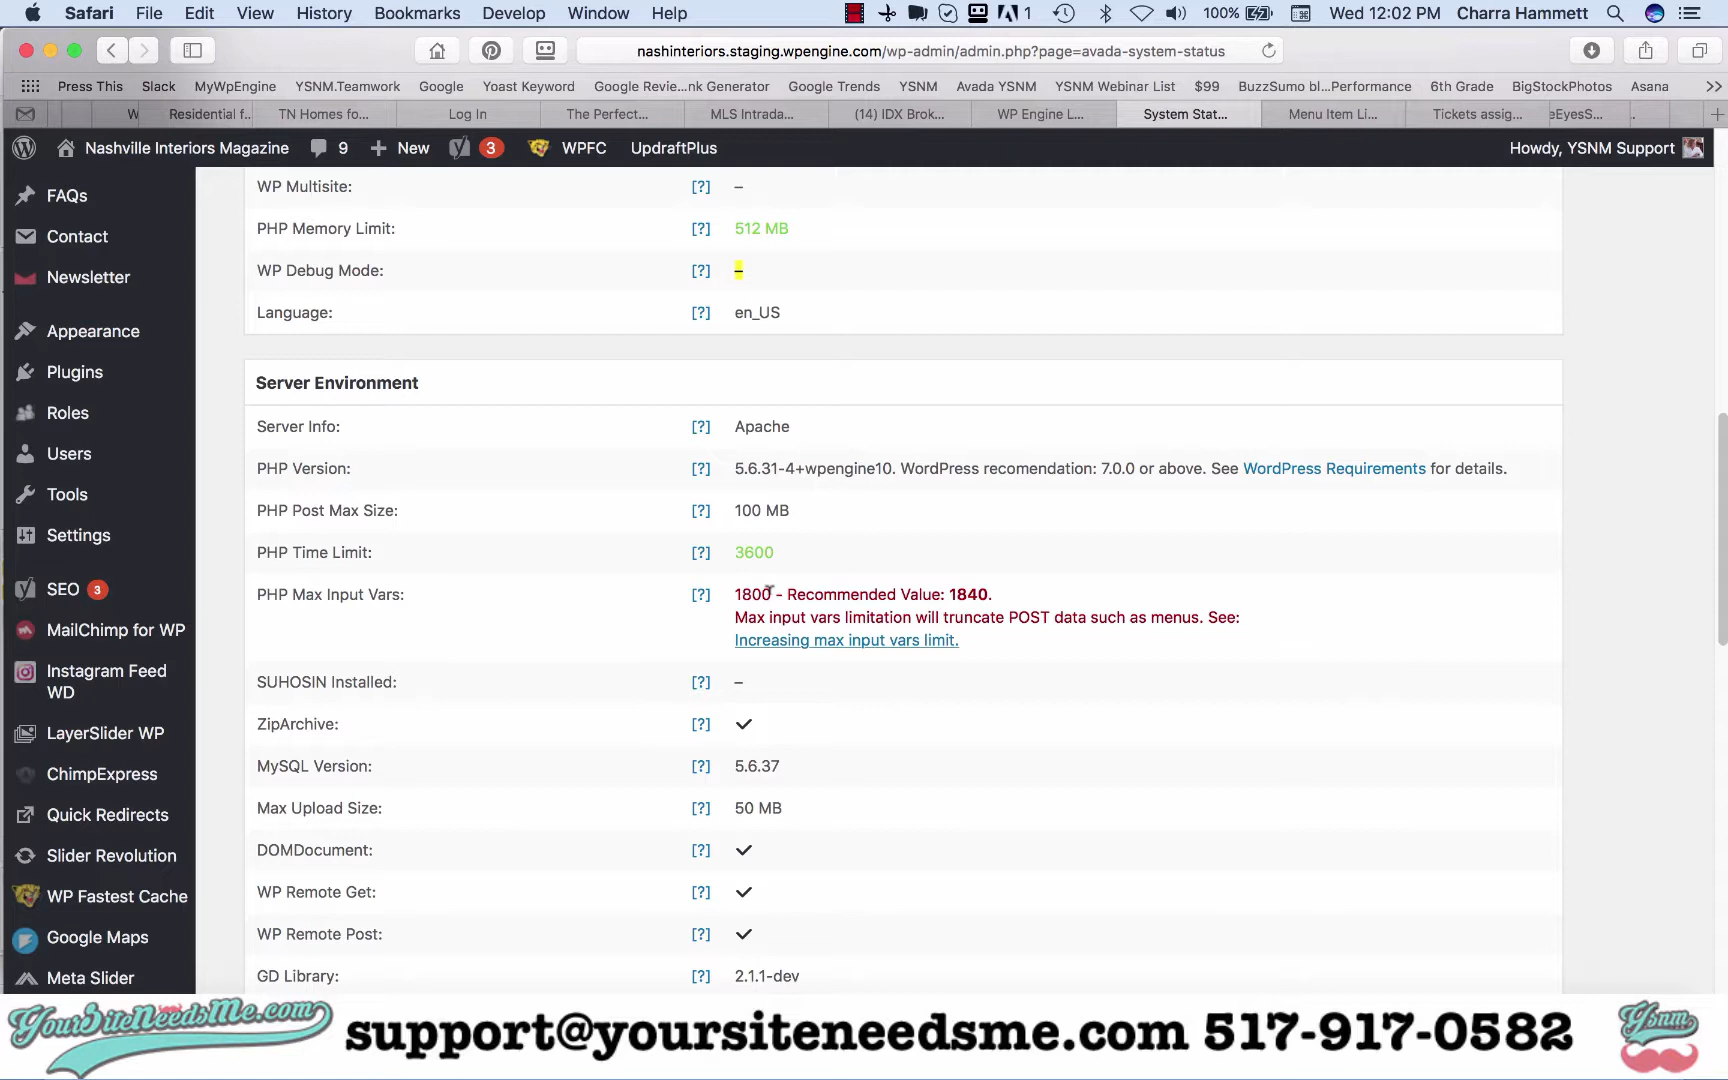 Safari File Edit View History Bookmarks Develop Window Help 1 100% Wed 12:02 PM Charra Hammett
nashinteriors.staging.wpengine.com/wp-admin/admin.php?page=avada-system-status
Press This Slack MyWpEngine YSNM.Teamwork Google Yoast Keyword Google Revie...nk Generator Google Trends YSNM Avada YSNM YSNM Webinar List $99 BuzzSumo bl...Performance 6th Grade BigStockPhotos Asana
W Residential f... TN Homes fo... Log In The Perfect... MLS Intrada... (14) IDX Brok... WP Engine L... System Stat... Menu Item Li... Tickets assig... eEyesS...
Nashville Interiors Magazine 9 New 3 WPFC UpdraftPlus Howdy, YSNM Support
FAQs
Contact
Newsletter
Appearance
Plugins
Roles
Users
Tools
Settings
SEO 3
MailChimp for WP
Instagram Feed
WD
LayerSlider WP
ChimpExpress
Quick Redirects
Slider Revolution
WP Fastest Cache
Google Maps
Meta Slider
WP Multisite: [?] –
PHP Memory Limit: [?] 512 MB
WP Debug Mode: [?] –
Language: [?] en_US
Server Environment
Server Info: [?] Apache
PHP Version: [?] 5.6.31-4+wpengine10. WordPress recomendation: 7.0.0 or above. See WordPress Requirements for details.
PHP Post Max Size: [?] 100 MB
PHP Time Limit: [?] 3600
PHP Max Input Vars: [?] 1800 - Recommended Value: 1840.
Max input vars limitation will truncate POST data such as menus. See:
Increasing max input vars limit.
SUHOSIN Installed: [?] –
ZipArchive: [?] ✔
MySQL Version: [?] 5.6.37
Max Upload Size: [?] 50 MB
DOMDocument: [?] ✔
WP Remote Get: [?] ✔
WP Remote Post: [?] ✔
GD Library: [?] 2.1.1-dev
YourSiteNeedsMe.com support@yoursiteneedsme.com 517-917-0582 Ysnm